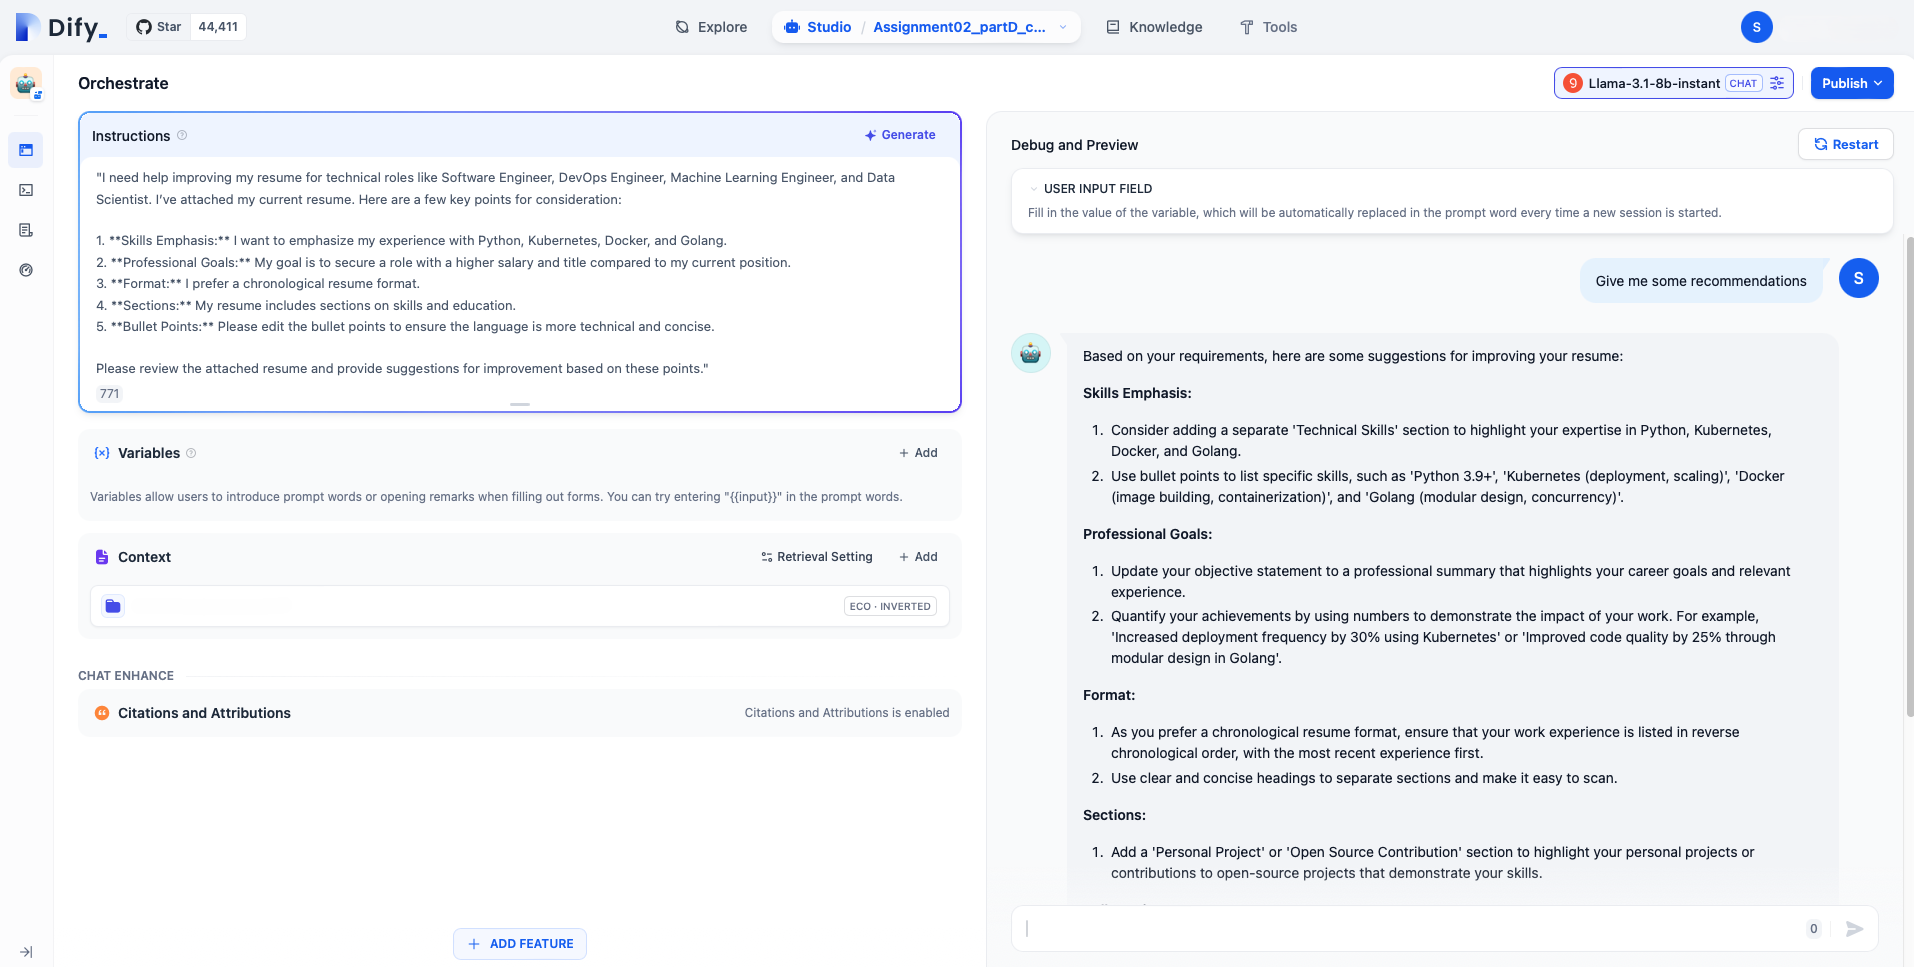 Dify_
Star 44,411
Explore
Studio / Assignment02_partD_c...
Knowledge
Tools
S
Orchestrate
9 Llama-3.1-8b-instant CHAT
Publish
Instructions
Generate
"I need help improving my resume for technical roles like Software Engineer, DevOps Engineer, Machine Learning Engineer, and Data
Scientist. I've attached my current resume. Here are a few key points for consideration:
1. **Skills Emphasis:** I want to emphasize my experience with Python, Kubernetes, Docker, and Golang.
2. **Professional Goals:** My goal is to secure a role with a higher salary and title compared to my current position.
3. **Format:** I prefer a chronological resume format.
4. **Sections:** My resume includes sections on skills and education.
5. **Bullet Points:** Please edit the bullet points to ensure the language is more technical and concise.
Please review the attached resume and provide suggestions for improvement based on these points."
771
{x} Variables
+ Add
Variables allow users to introduce prompt words or opening remarks when filling out forms. You can try entering "{{input}}" in the prompt words.
Context
Retrieval Setting
+ Add
ECO · INVERTED
CHAT ENHANCE
Citations and Attributions
Citations and Attributions is enabled
+ ADD FEATURE
Debug and Preview
Restart
USER INPUT FIELD
Fill in the value of the variable, which will be automatically replaced in the prompt word every time a new session is started.
Give me some recommendations
S
Based on your requirements, here are some suggestions for improving your resume:
Skills Emphasis:
1. Consider adding a separate 'Technical Skills' section to highlight your expertise in Python, Kubernetes,
Docker, and Golang.
2. Use bullet points to list specific skills, such as 'Python 3.9+', 'Kubernetes (deployment, scaling)', 'Docker
(image building, containerization)', and 'Golang (modular design, concurrency)'.
Professional Goals:
1. Update your objective statement to a professional summary that highlights your career goals and relevant
experience.
2. Quantify your achievements by using numbers to demonstrate the impact of your work. For example,
'Increased deployment frequency by 30% using Kubernetes' or 'Improved code quality by 25% through
modular design in Golang'.
Format:
1. As you prefer a chronological resume format, ensure that your work experience is listed in reverse
chronological order, with the most recent experience first.
2. Use clear and concise headings to separate sections and make it easy to scan.
Sections:
1. Add a 'Personal Project' or 'Open Source Contribution' section to highlight your personal projects or
contributions to open-source projects that demonstrate your skills.
0